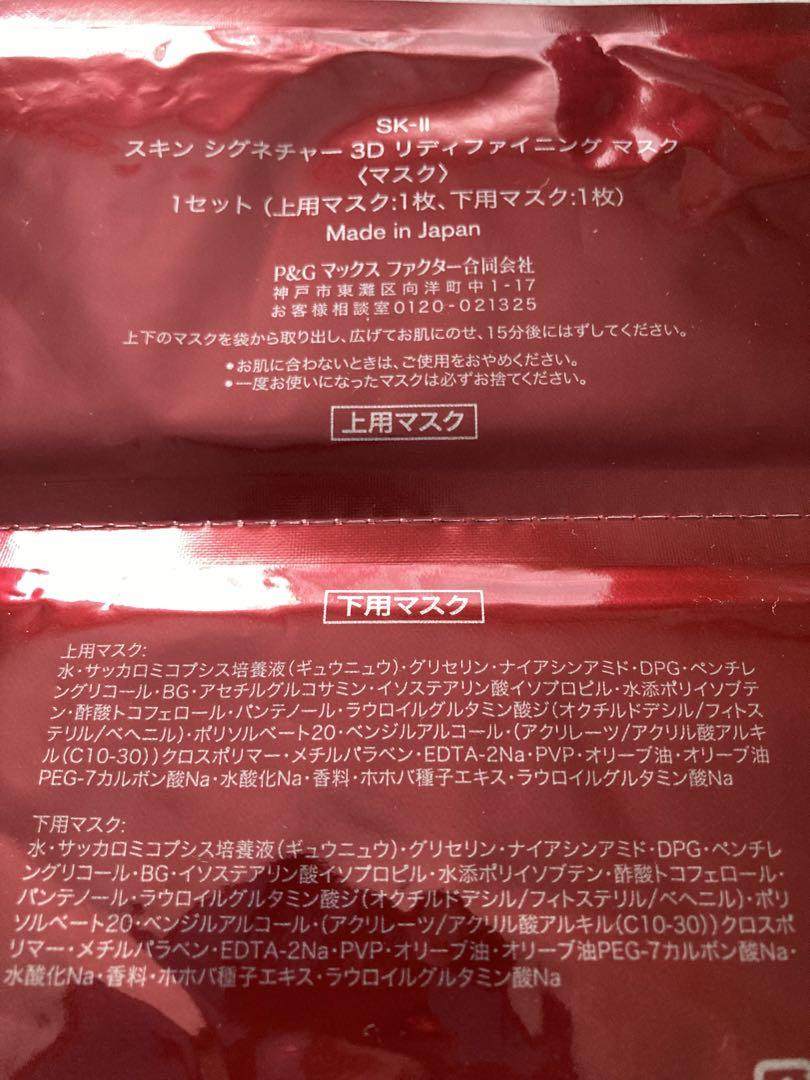 SK-II
スキン シグネチャー 3D リディファイニング マスク
〈マスク〉
1セット (上用マスク:1枚、下用マスク:1枚)
Made in Japan
P&G マックス ファクター合同会社
神戸市東灘区向洋町中1-17
お客様相談室0120-021325
上下のマスクを袋から取り出し、広げてお肌にのせ、15分後にはずしてください。
●お肌に合わないときは、ご使用をおやめください。
●一度お使いになったマスクは必ずお捨てください。
上用マスク
下用マスク
上用マスク:
水・サッカロミコプシス培養液(ギュウニュウ)・グリセリン・ナイアシンアミド・DPG・ペンチレ
ングリコール・BG・アセチルグルコサミン・イソステアリン酸イソプロピル・水添ポリイソブテ
ン・酢酸トコフェロール・パンテノール・ラウロイルグルタミン酸ジ(オクチルドデシル/フィトス
テリル/ベヘニル)・ポリソルベート20・ベンジルアルコール・(アクリレーツ/アクリル酸アルキ
ル(C10-30))クロスポリマー・メチルパラベン・EDTA-2Na・PVP・オリーブ油・オリーブ油
PEG-7カルボン酸Na・水酸化Na・香料・ホホバ種子エキス・ラウロイルグルタミン酸Na
下用マスク:
水・サッカロミコプシス培養液(ギュウニュウ)・グリセリン・ナイアシンアミド・DPG・ペンチレ
ングリコール・BG・イソステアリン酸イソプロピル・水添ポリイソブテン・酢酸トコフェロール・
パンテノール・ラウロイルグルタミン酸ジ(オクチルドデシル/フィトステリル/ベヘニル)・ポリ
ソルベート20・ベンジルアルコール・(アクリレーツ/アクリル酸アルキル(C10-30))クロスポ
リマー・メチルパラベン・EDTA-2Na・PVP・オリーブ油・オリーブ油PEG-7カルボン酸Na・
水酸化Na・香料・ホホバ種子エキス・ラウロイルグルタミン酸Na